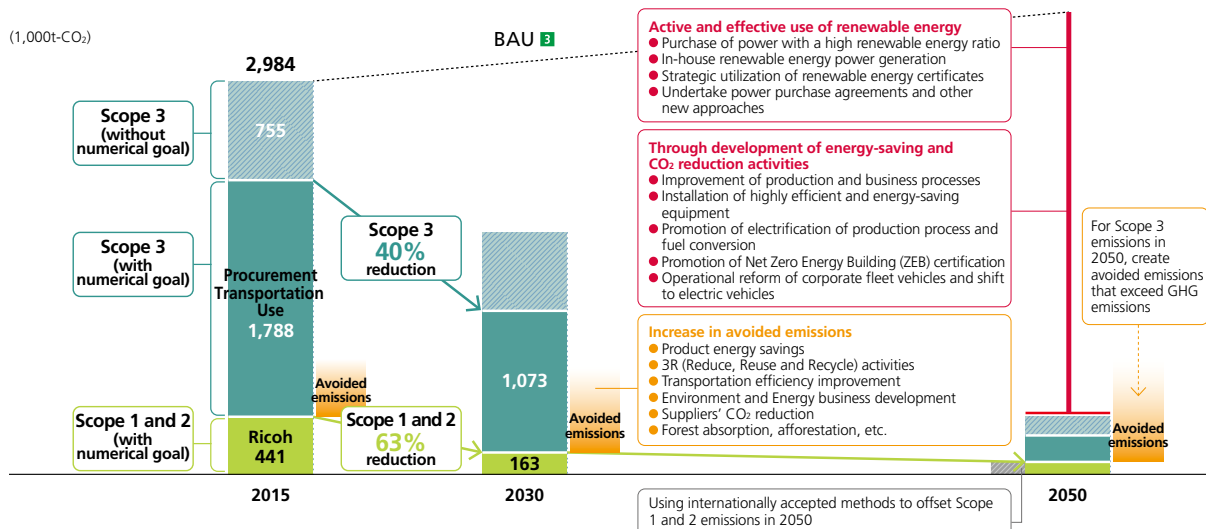 (1,000t-CO₂)
BAU 3
2,984
Scope 3
(without
numerical goal)
755
Scope 3
(with
numerical goal)
Procurement
Transportation
Use
1,788
Scope 3
40%
reduction
Avoided
emissions
Scope 1 and 2
(with
numerical goal)
Ricoh
441
Scope 1 and 2
63%
reduction
1,073
163
Avoided
emissions
Active and effective use of renewable energy
● Purchase of power with a high renewable energy ratio
● In-house renewable energy power generation
● Strategic utilization of renewable energy certificates
● Undertake power purchase agreements and other
new approaches
Through development of energy-saving and
CO₂ reduction activities
● Improvement of production and business processes
● Installation of highly efficient and energy-saving
equipment
● Promotion of electrification of production process and
fuel conversion
● Promotion of Net Zero Energy Building (ZEB) certification
● Operational reform of corporate fleet vehicles and shift
to electric vehicles
Increase in avoided emissions
● Product energy savings
● 3R (Reduce, Reuse and Recycle) activities
● Transportation efficiency improvement
● Environment and Energy business development
● Suppliers' CO₂ reduction
● Forest absorption, afforestation, etc.
For Scope 3
emissions in
2050, create
avoided emissions
that exceed GHG
emissions
Avoided
emissions
2015
2030
2050
Using internationally accepted methods to offset Scope
1 and 2 emissions in 2050